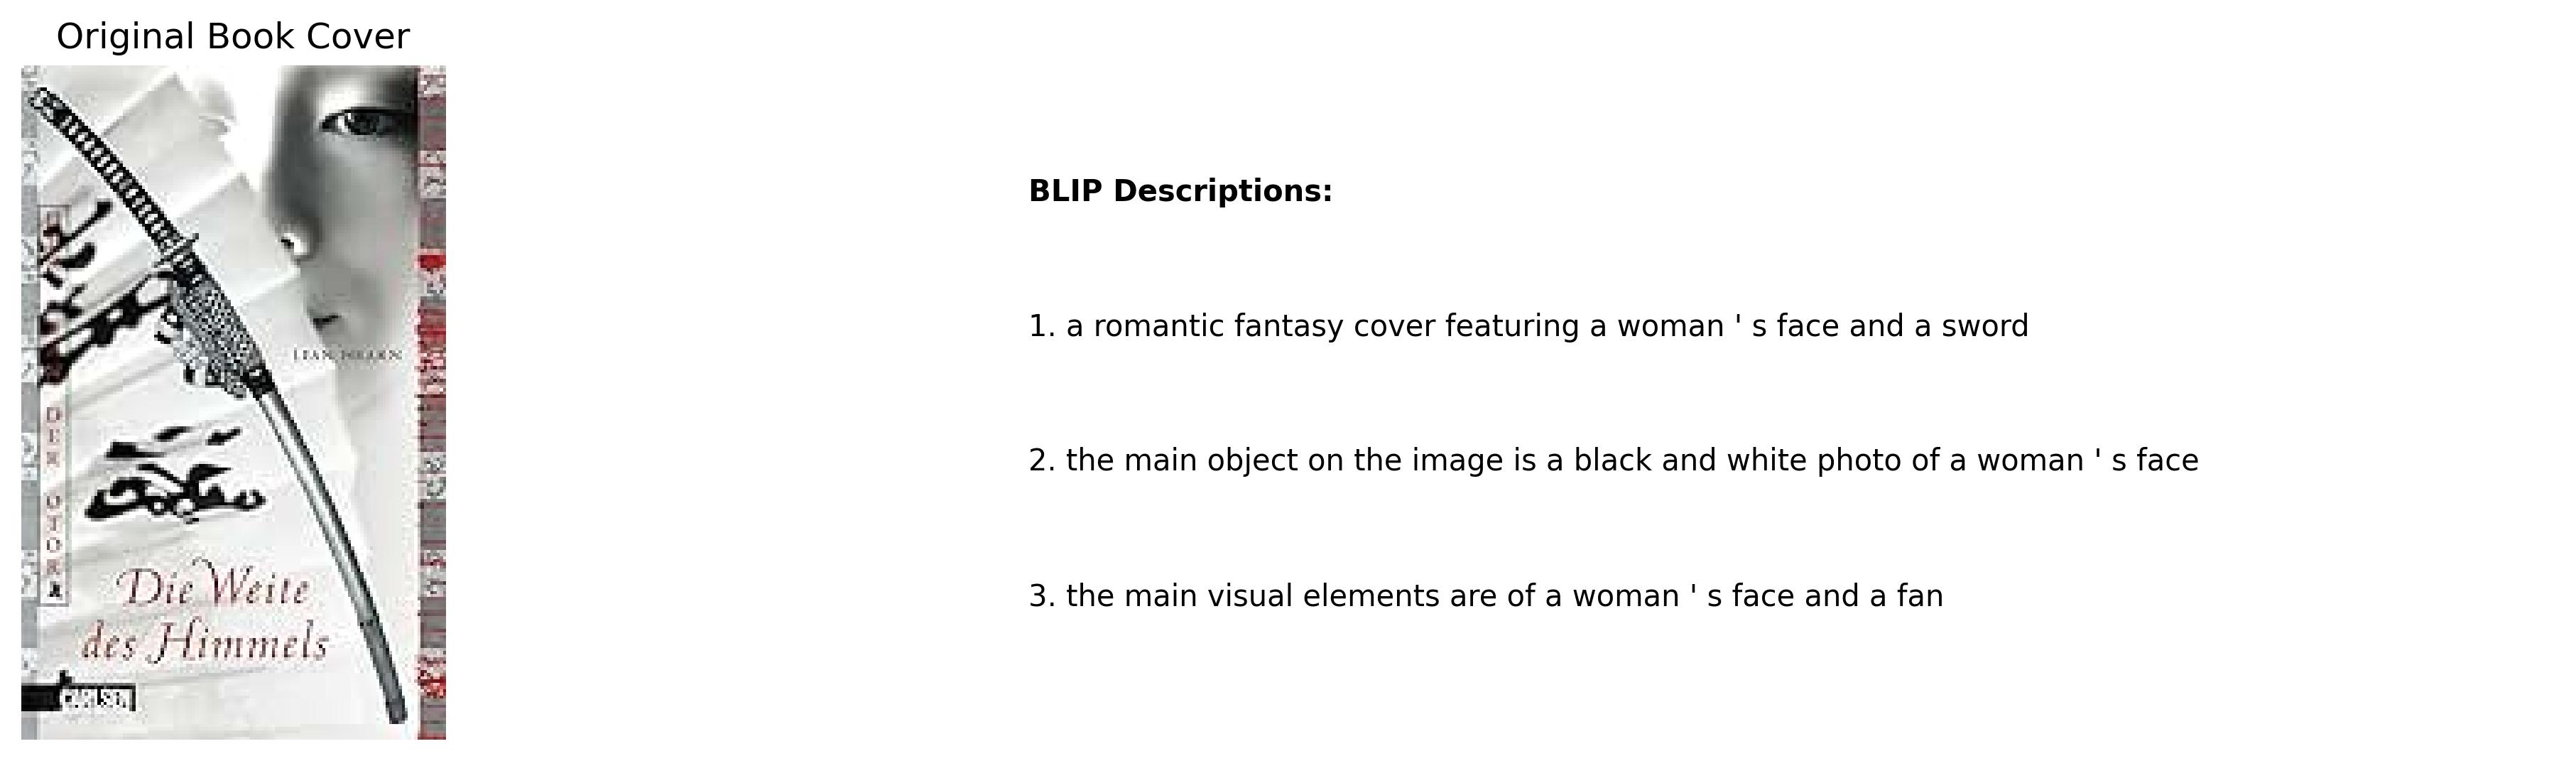 Original Book Cover
LIAN HEARN
DER OTORI
Die Weite
des Himmels
CARLSEN
BLIP Descriptions:
1. a romantic fantasy cover featuring a woman ' s face and a sword
2. the main object on the image is a black and white photo of a woman ' s face
3. the main visual elements are of a woman ' s face and a fan